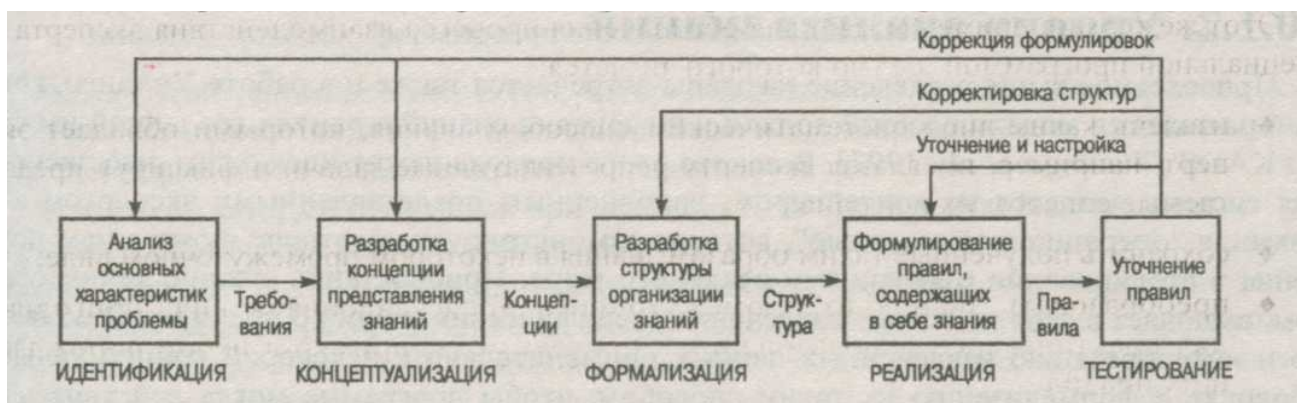 Коррекция формулировок
Корректировка структур
Уточнение и настройка
Анализ
основных
характеристик
проблемы
Требо-
вания
Разработка
концепции
представления
знаний
Концеп-
ции
Разработка
структуры
организации
знаний
Струк-
тура
Формулирование
правил,
содержащих
в себе знания
Пра-
вила
Уточнение
правил
ИДЕНТИФИКАЦИЯ
КОНЦЕПТУАЛИЗАЦИЯ
ФОРМАЛИЗАЦИЯ
РЕАЛИЗАЦИЯ
ТЕСТИРОВАНИЕ